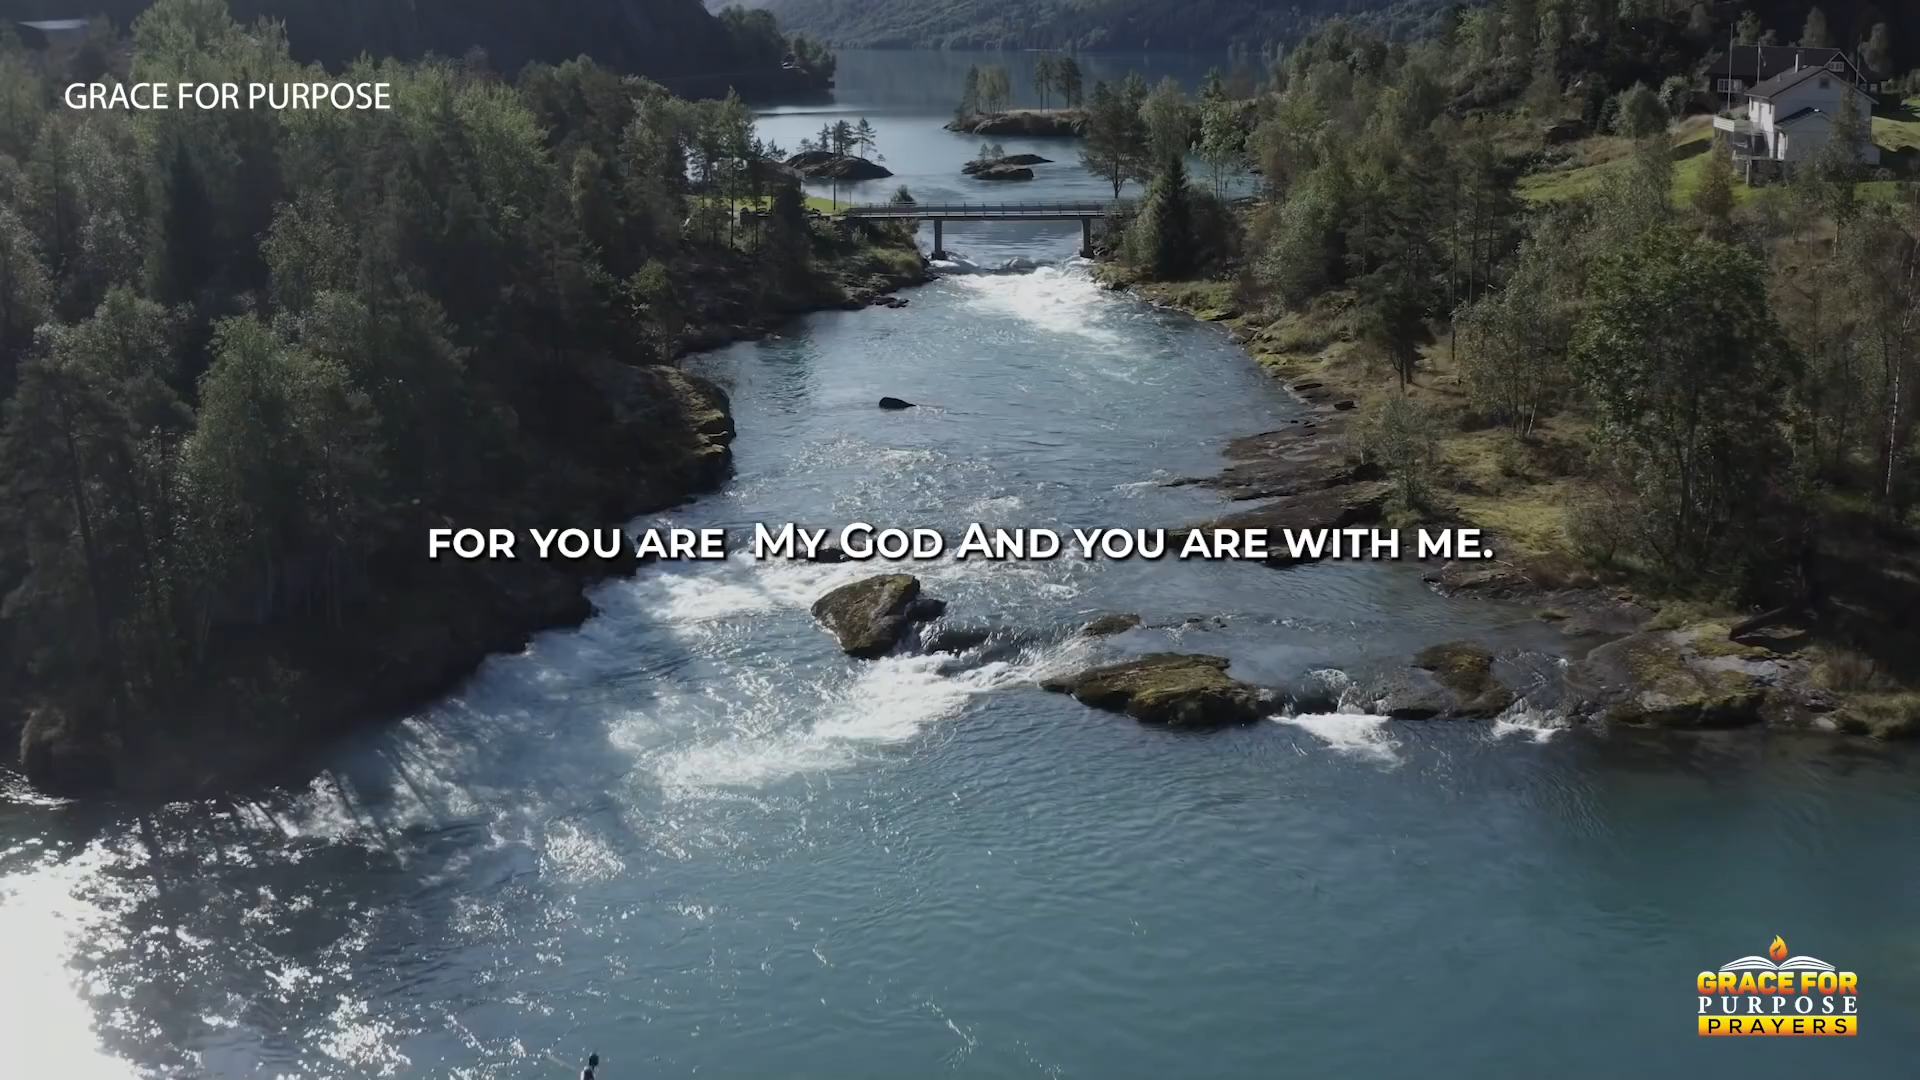 GRACE FOR PURPOSE
FOR YOU ARE  MY GOD AND YOU ARE WITH ME.
GRACE FOR
PURPOSE
PRAYERS